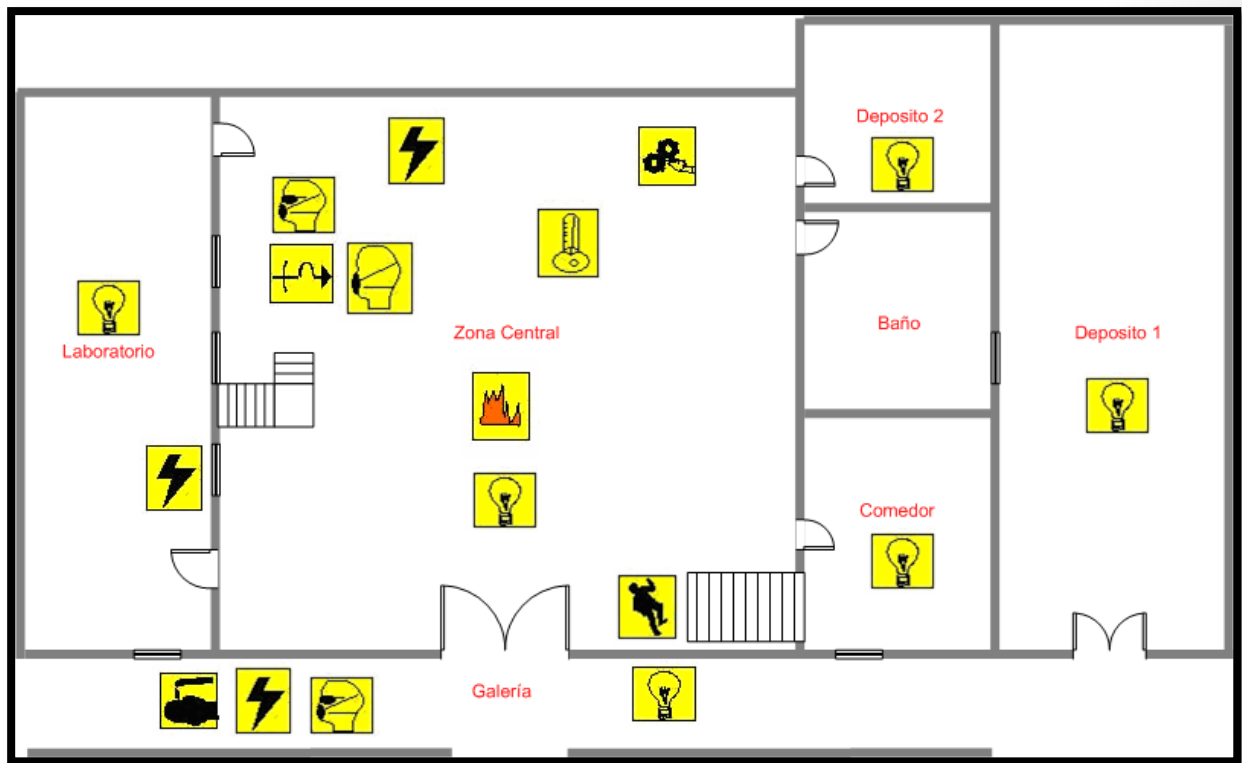 Deposito 2
Zona Central
Baño
Deposito 1
Laboratorio
Comedor
Galería